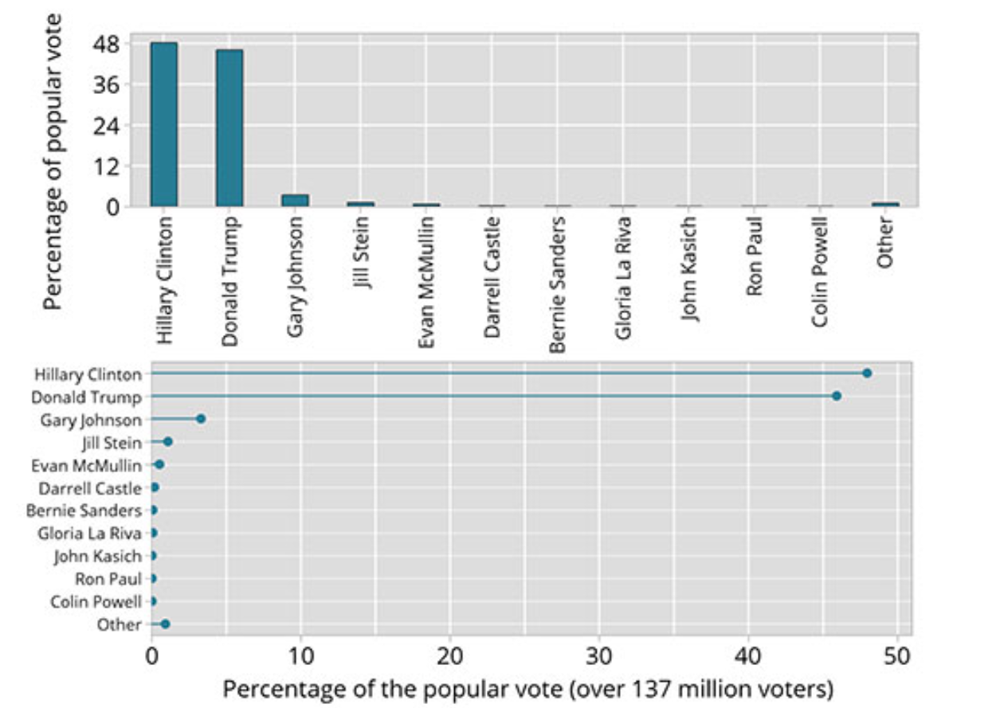 Percentage of popular vote
48
36
24
12
0
Hillary Clinton
Donald Trump
Gary Johnson
Jill Stein
Evan McMullin
Darrell Castle
Bernie Sanders
Gloria La Riva
John Kasich
Ron Paul
Colin Powell
Other
Hillary Clinton
Donald Trump
Gary Johnson
Jill Stein
Evan McMullin
Darrell Castle
Bernie Sanders
Gloria La Riva
John Kasich
Ron Paul
Colin Powell
Other
0 10 20 30 40 50
Percentage of the popular vote (over 137 million voters)